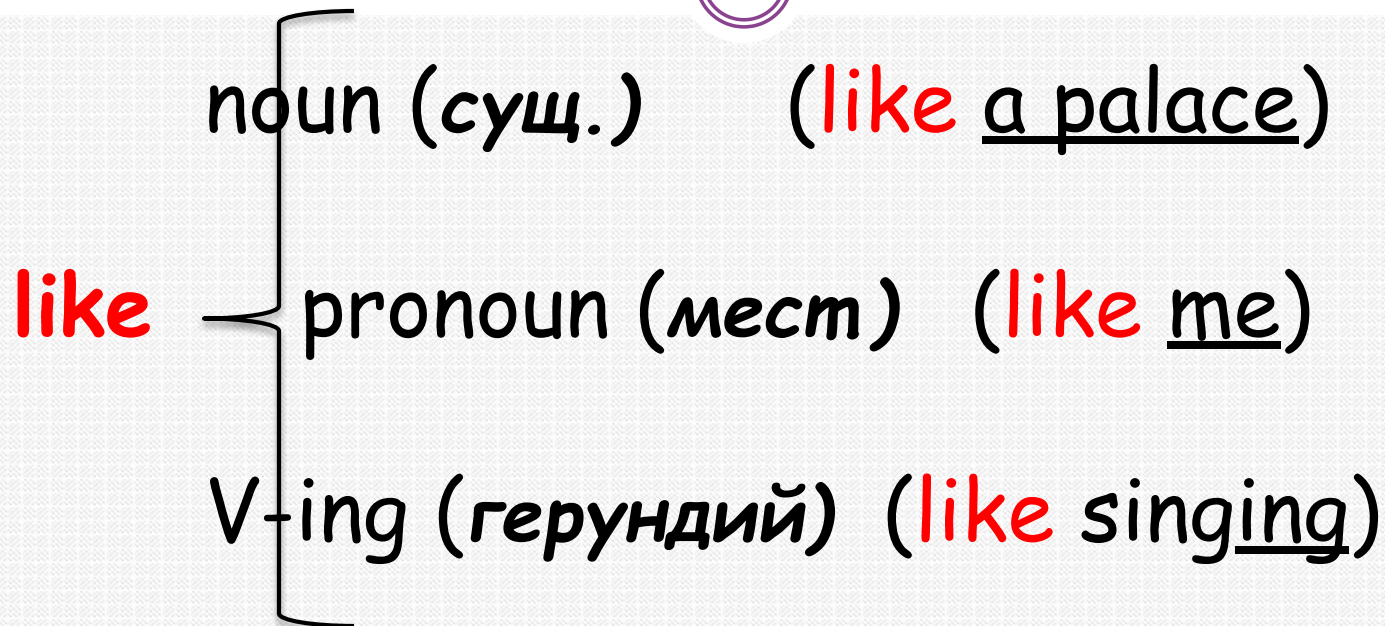 noun (сущ.) (like a palace)
like pronoun (мест) (like me)
V-ing (герундий) (like singing)